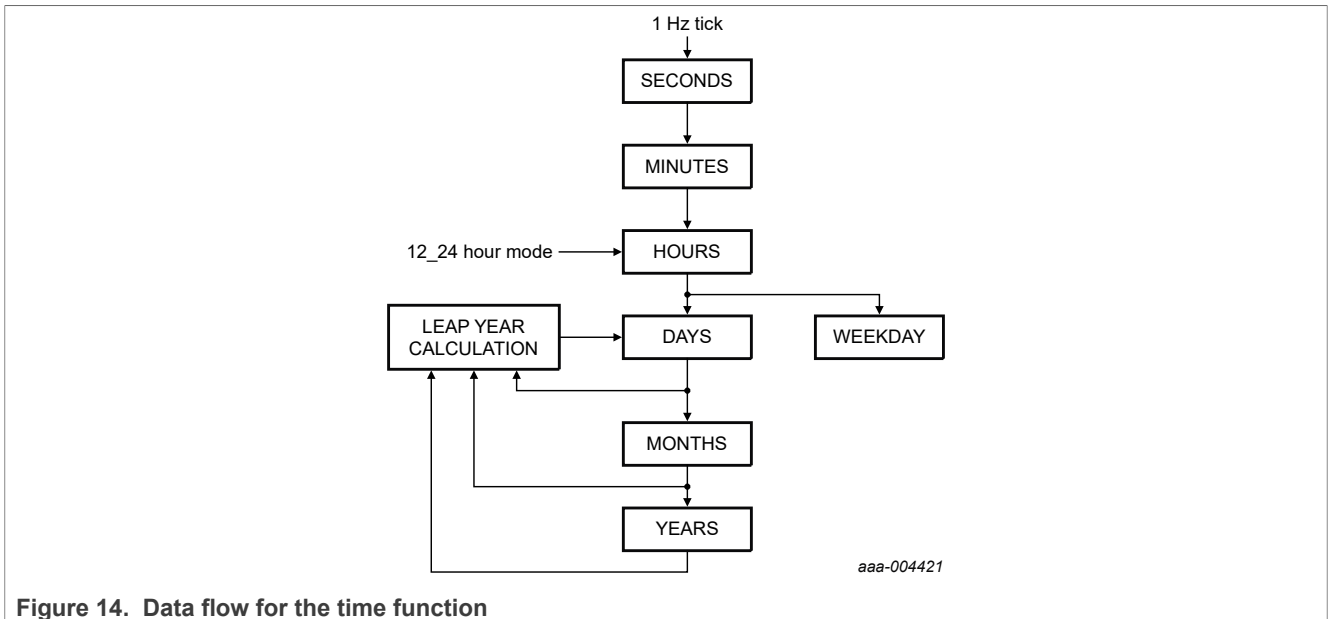 1 Hz tick
SECONDS
MINUTES
12_24 hour mode
HOURS
LEAP YEAR
CALCULATION
DAYS
WEEKDAY
MONTHS
YEARS
aaa-004421
Figure 14. Data flow for the time function